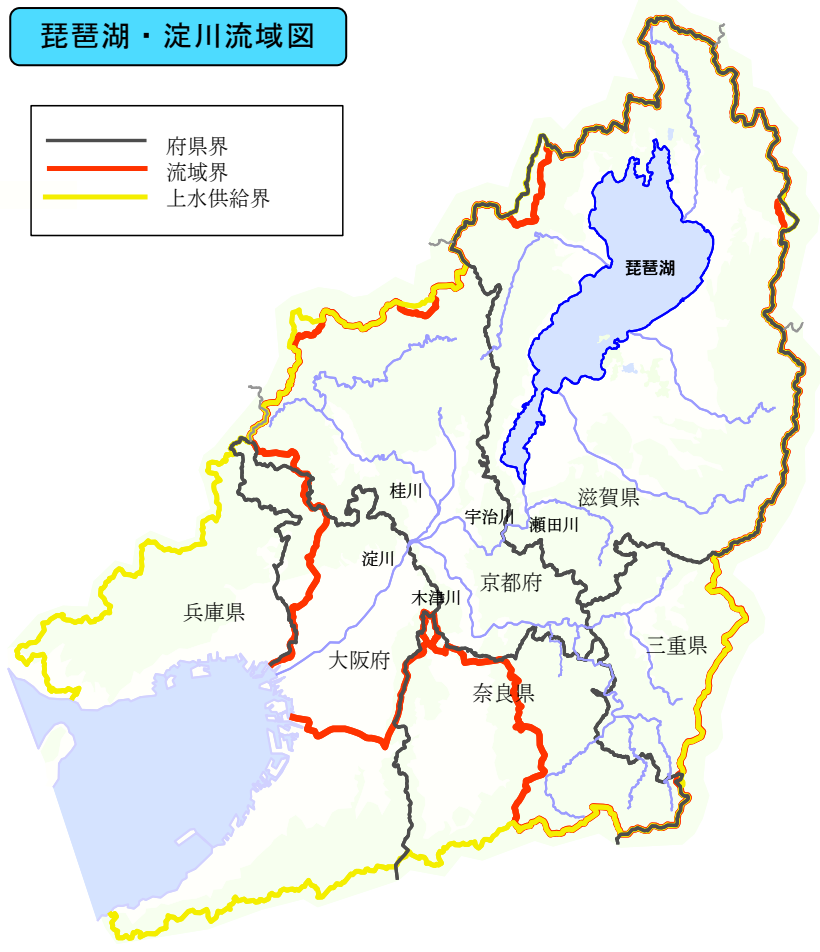 琵琶湖・淀川流域図
府県界
流域界
上水供給界
琵琶湖
桂川
宇治川
滋賀県
瀬田川
淀川
京都府
木津川
兵庫県
大阪府
三重県
奈良県